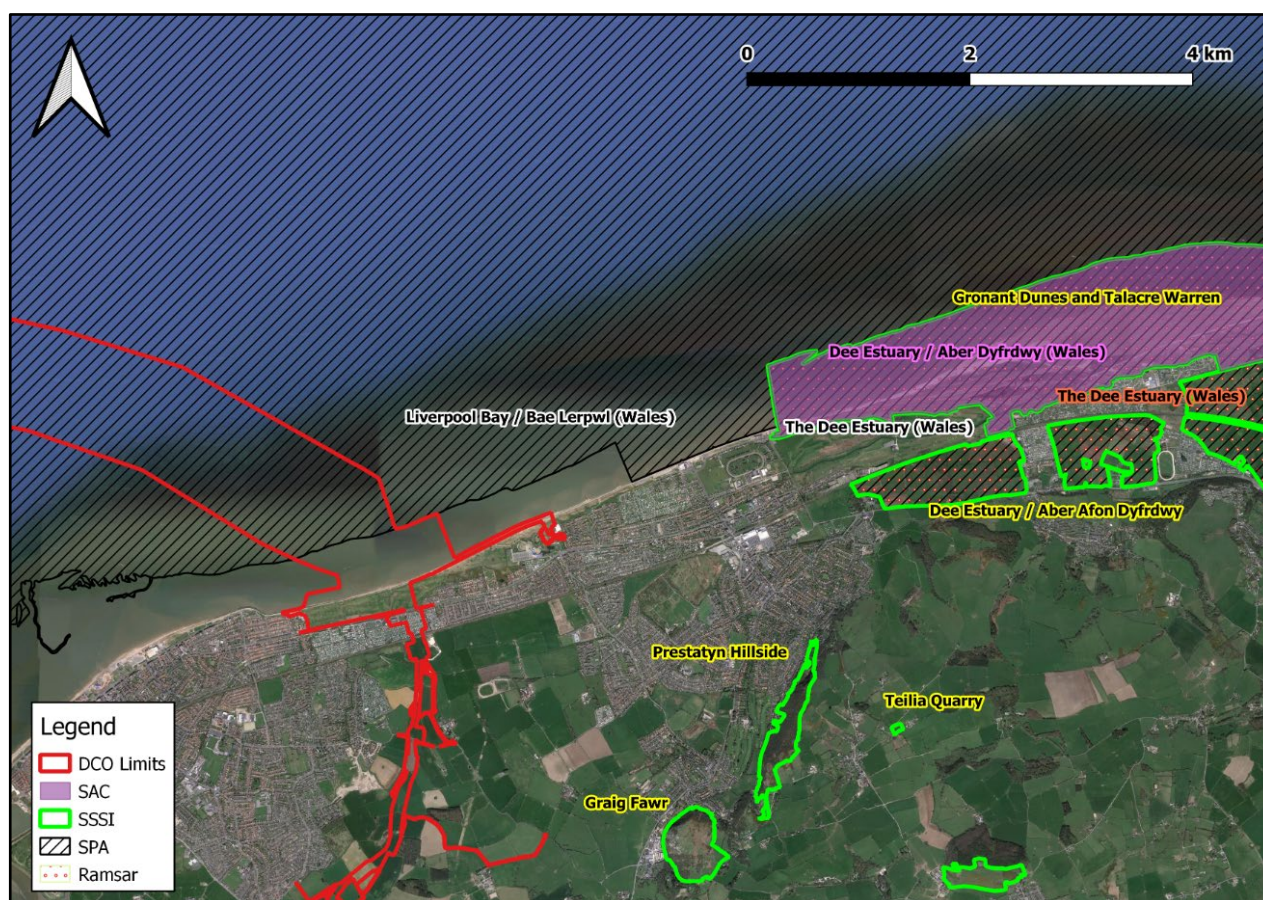 0 2 4 km
Gronant Dunes and Talacre Warren
Dee Estuary / Aber Dyfrdwy (Wales)
The Dee Estuary (Wales)
Liverpool Bay / Bae Lerpwl (Wales)
The Dee Estuary (Wales)
Dee Estuary / Aber Afon Dyfrdwy
Prestatyn Hillside
Teilia Quarry
Graig Fawr
Legend
DCO Limits
SAC
SSSI
SPA
Ramsar